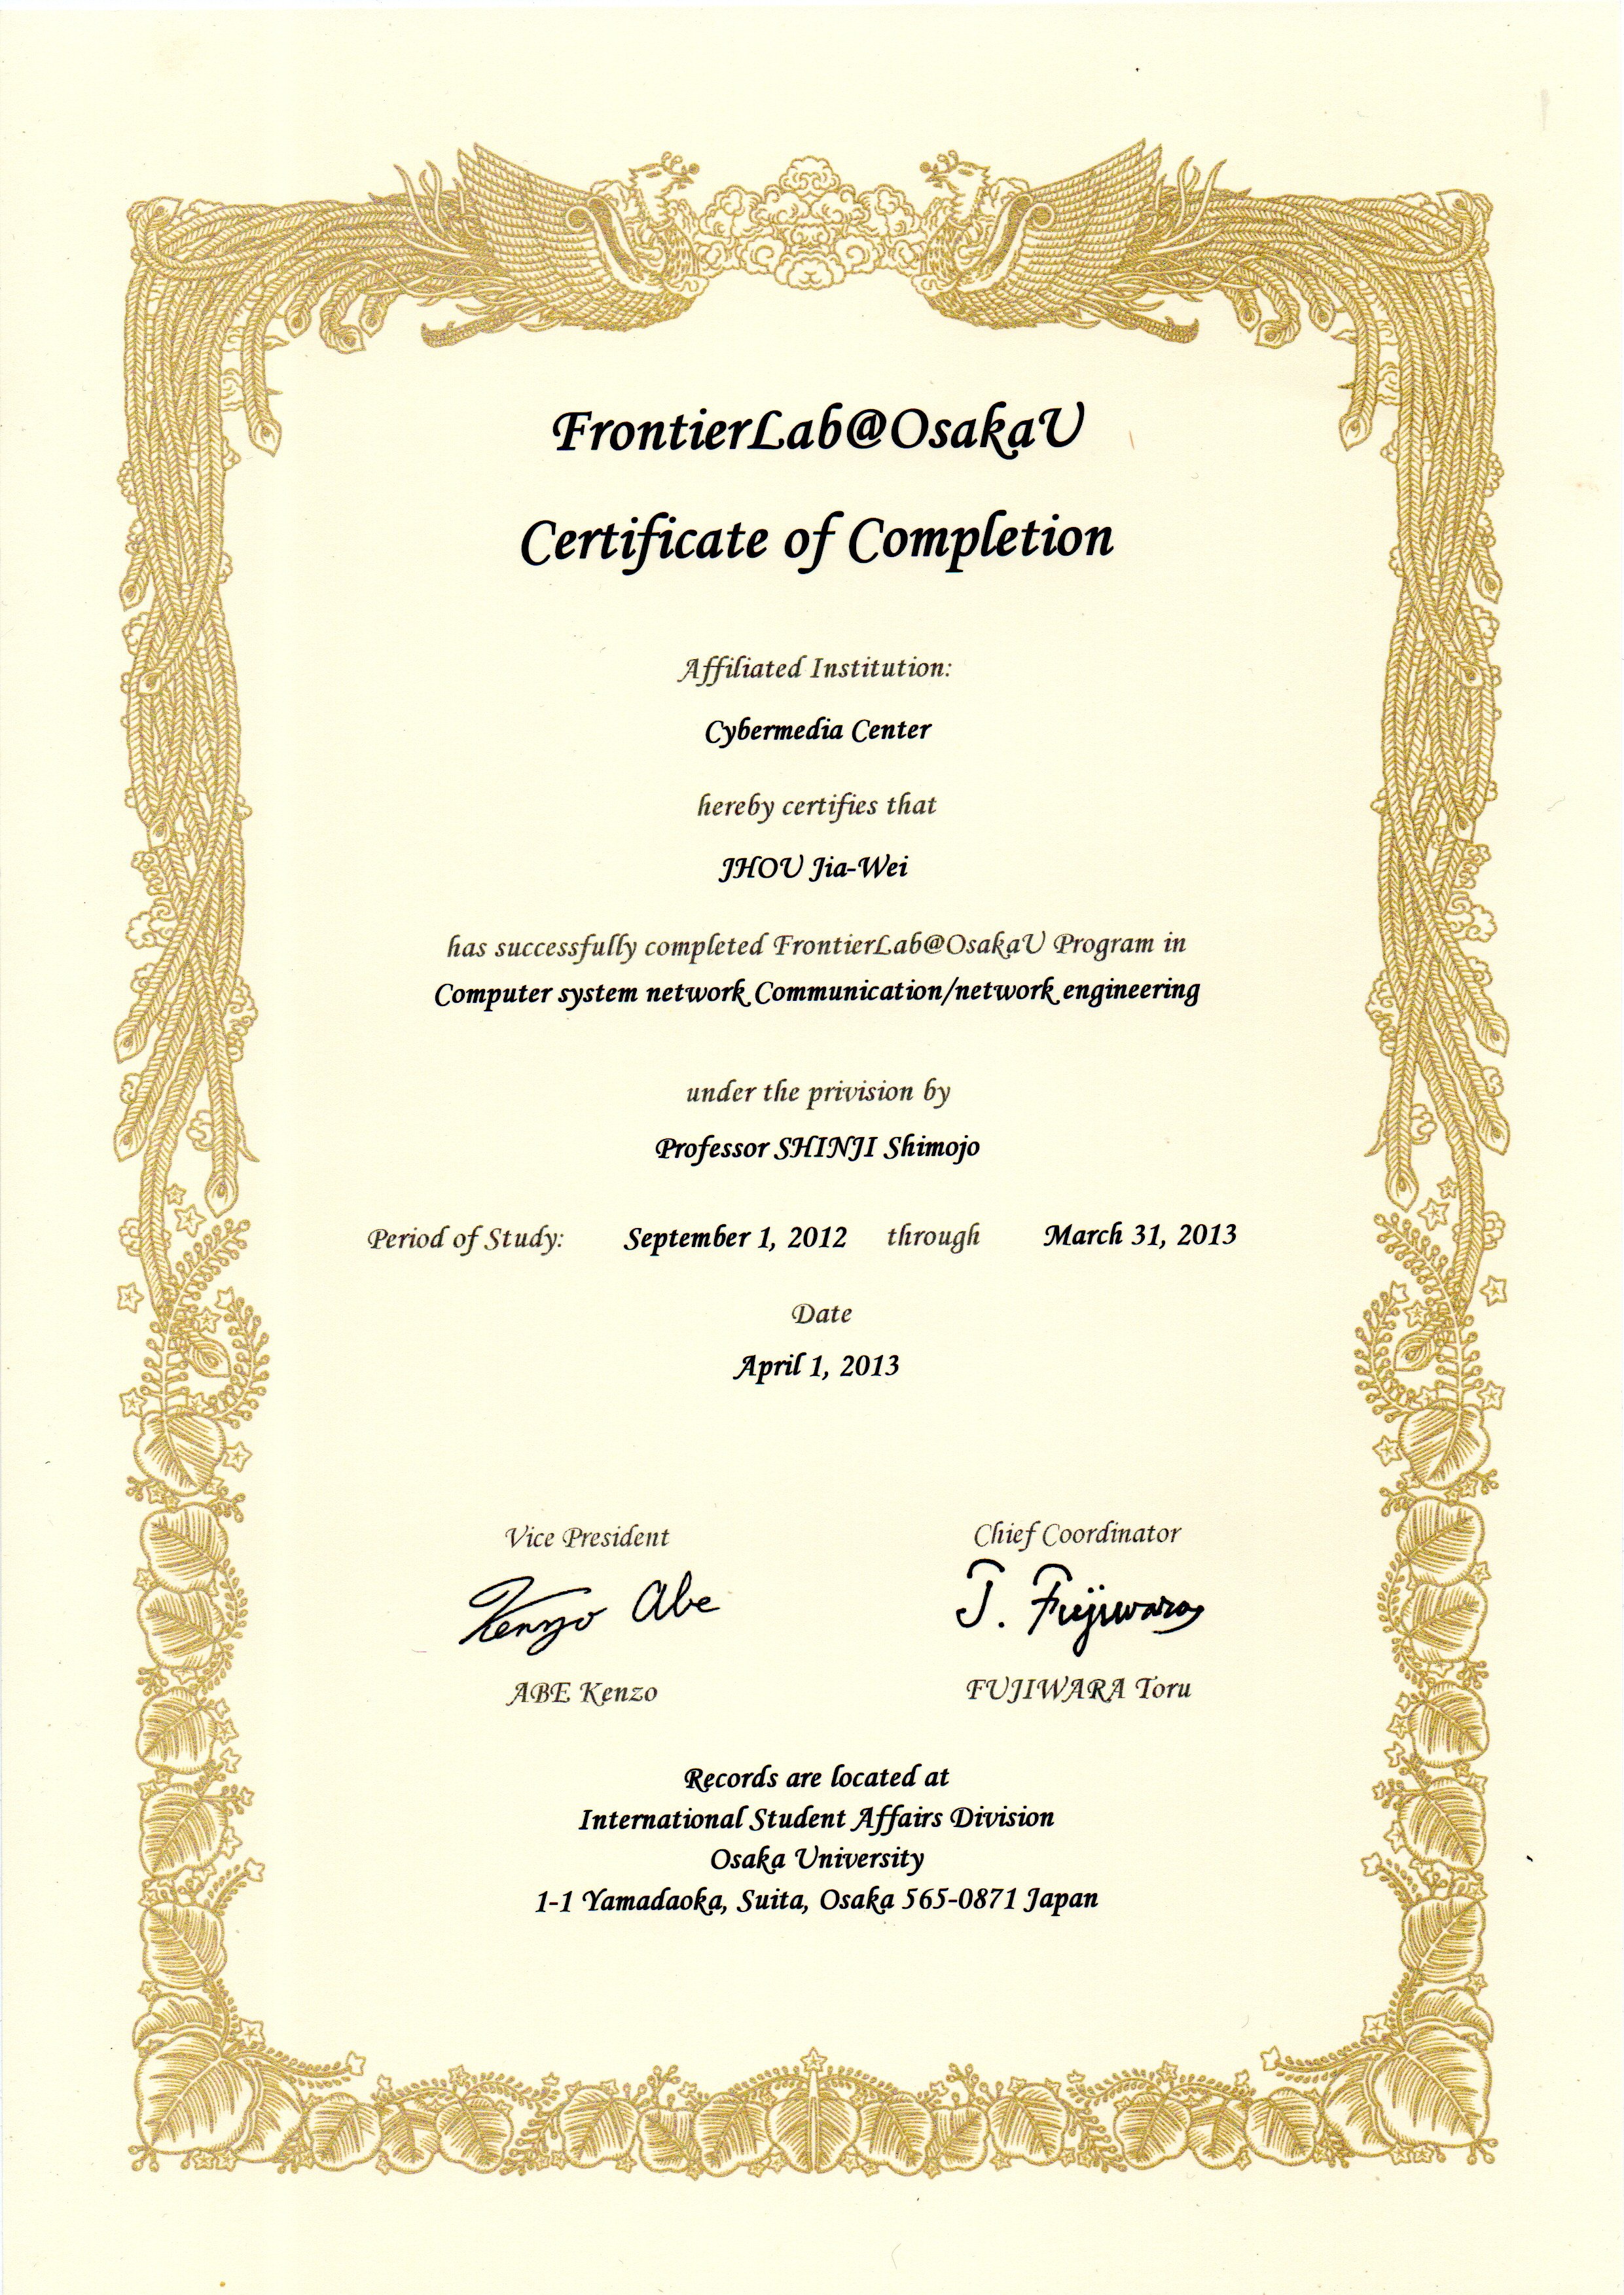 FrontierLab@OsakaU
Certificate of Completion
Affiliated Institution:
Cybermedia Center
hereby certifies that
JHOU Jia-Wei
has successfully completed FrontierLab@OsakaU Program in
Computer system network Communication/network engineering
under the privision by
Professor SHINJI Shimojo
Period of Study: September 1, 2012 through March 31, 2013
Date
April 1, 2013
Vice President Chief Coordinator
Kenzo Abe T. Fujiwara
ABE Kenzo FUJIWARA Toru
Records are located at
International Student Affairs Division
Osaka University
1-1 Yamadaoka, Suita, Osaka 565-0871 Japan